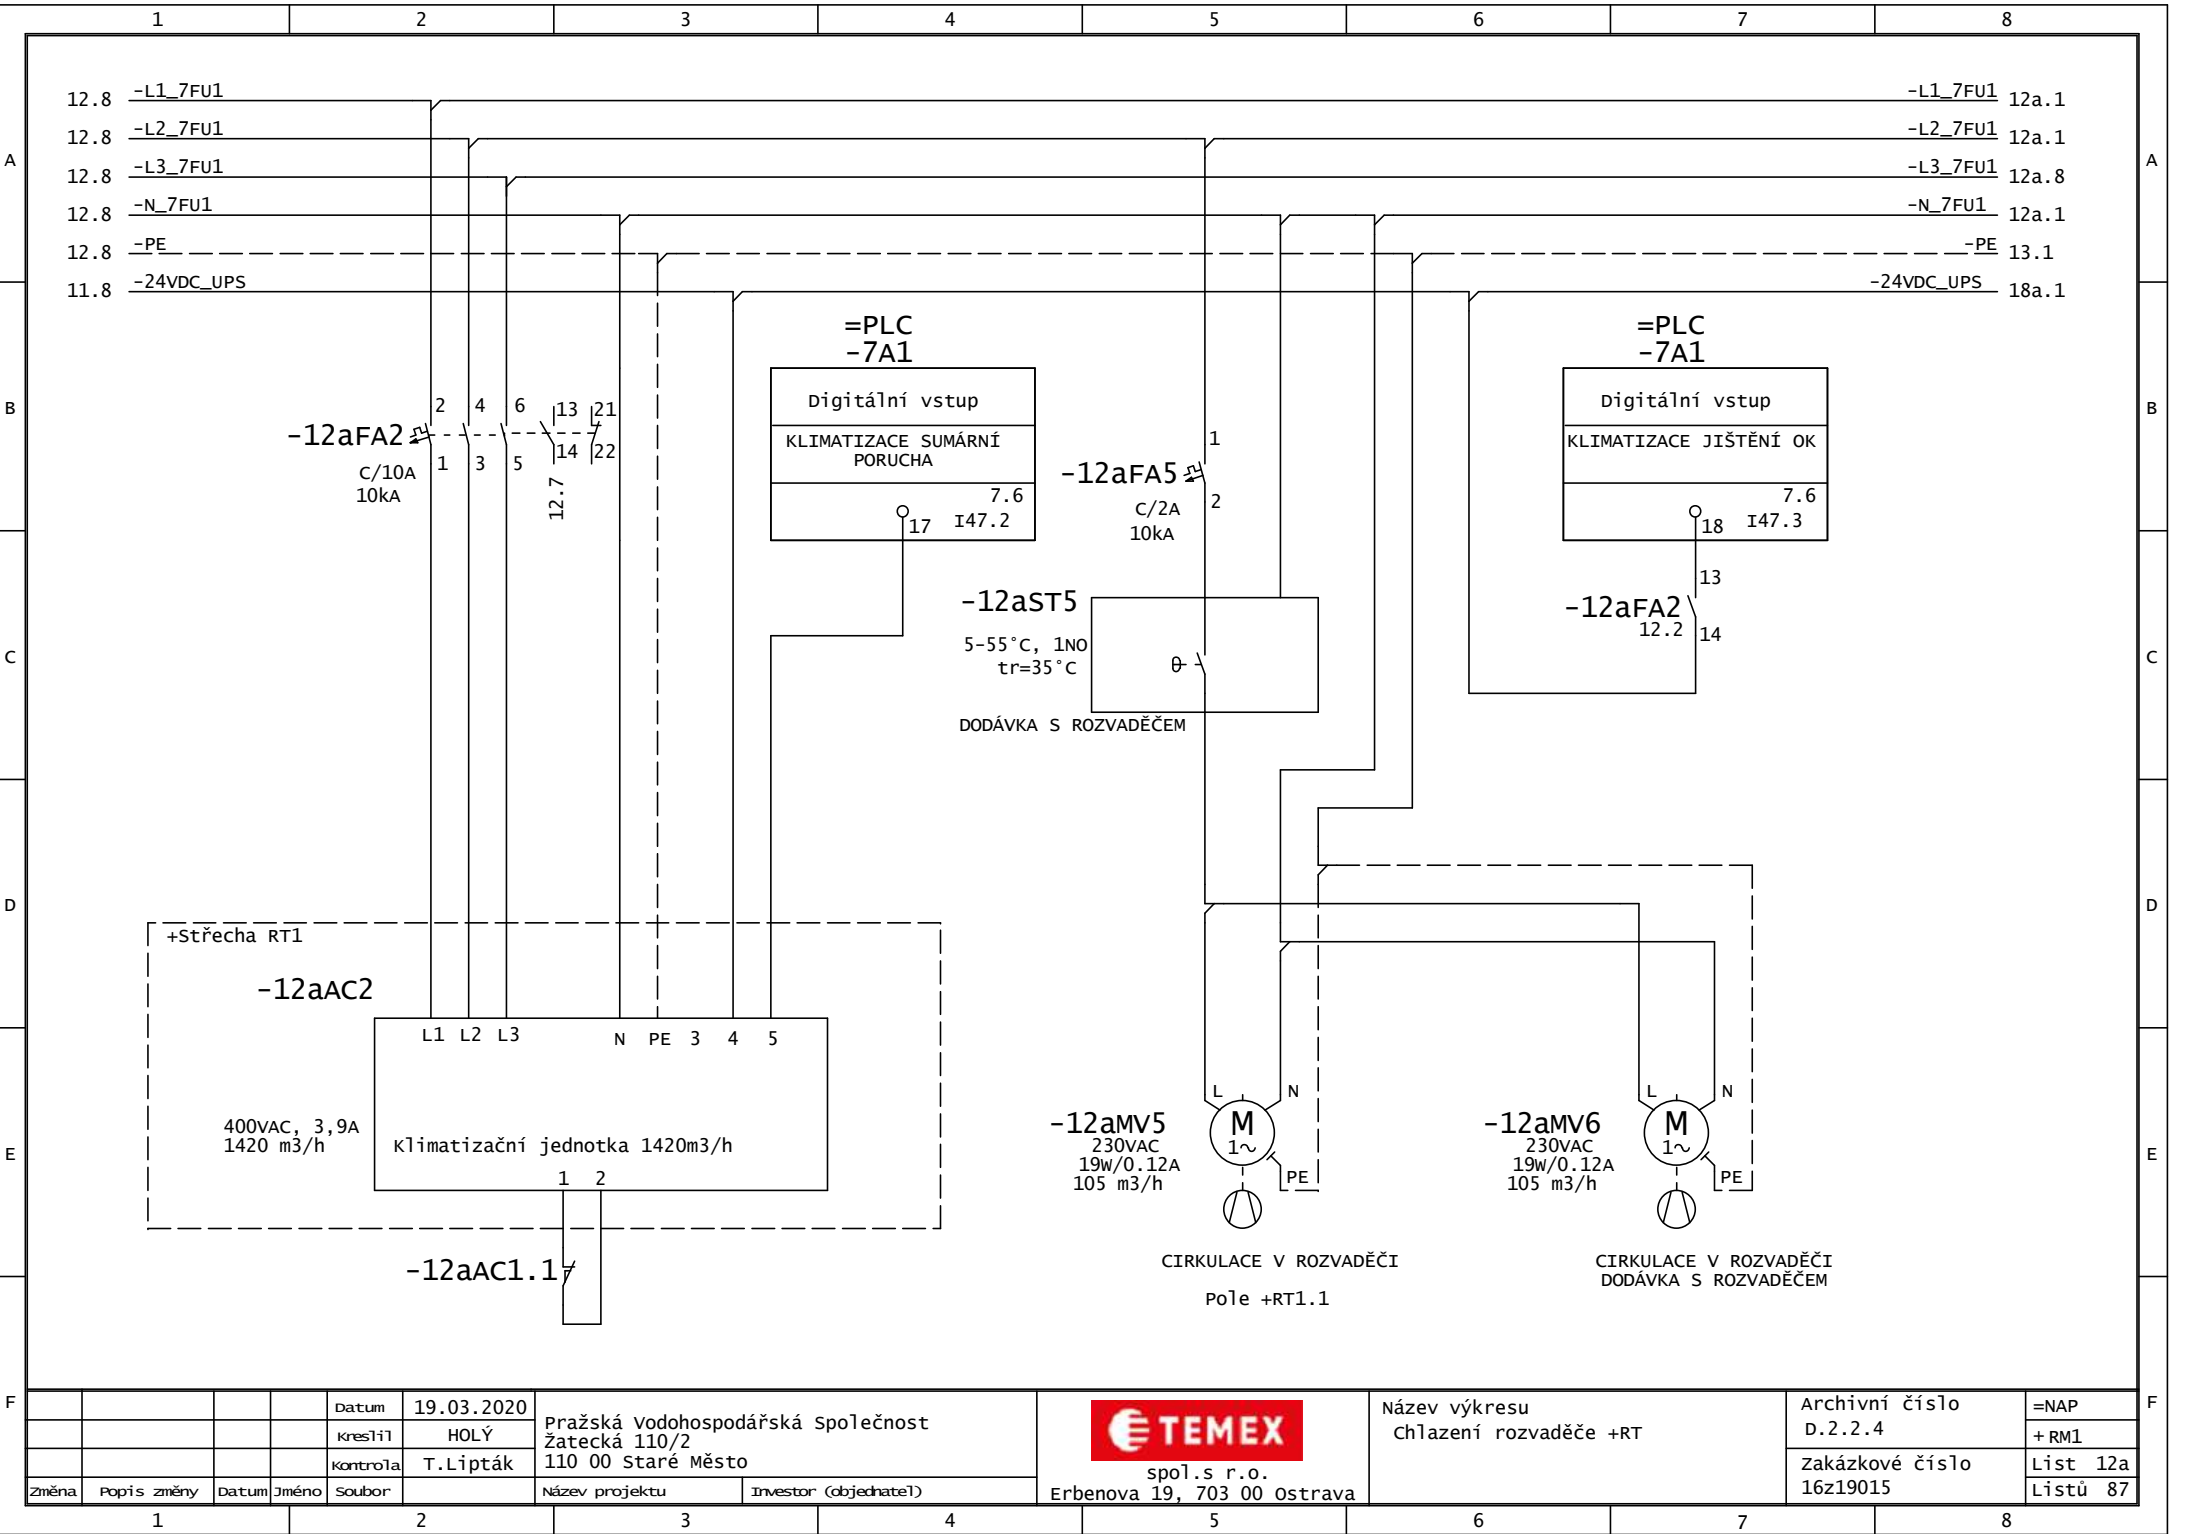 1 2 3 4 5 6 7 8
12.8 -L1_7FU1 -L1_7FU1 12a.1
12.8 -L2_7FU1 -L2_7FU1 12a.1
A A
12.8 -L3_7FU1 -L3_7FU1 12a.8
12.8 -N_7FU1 -N_7FU1 12a.1
12.8 -PE -PE 13.1
11.8 -24VDC_UPS -24VDC_UPS 18a.1
=PLC
-7A1
Digitální vstup
KLIMATIZACE SUMÁRNÍ
PORUCHA
7.6
17 I47.2
=PLC
-7A1
Digitální vstup
KLIMATIZACE JIŠTĚNÍ OK
7.6
18 I47.3
B B
2 4 6 13 21
-12aFA2
1 3 5 14 22
C/10A
10kA
12.7
1
-12aFA5
2
C/2A
10kA
13
-12aFA2
12.2 14
-12aST5
5-55°C, 1NO
tr=35°C
DODÁVKA S ROZVADĚČEM
C C
D D
+Střecha RT1
-12aAC2
L1 L2 L3 N PE 3 4 5
400VAC, 3,9A
1420 m3/h
Klimatizační jednotka 1420m3/h
1 2
-12aAC1.1
E E
L N
-12aMV5
M
1~
230VAC
19W/0.12A
105 m3/h
PE
CIRKULACE V ROZVADĚČI
Pole +RT1.1
L N
-12aMV6
M
1~
230VAC
19W/0.12A
105 m3/h
PE
CIRKULACE V ROZVADĚČI
DODÁVKA S ROZVADĚČEM
F F
Datum 19.03.2020
Kreslil HOLÝ
Kontrola T.Lipták
Změna Popis změny Datum Jméno Soubor
Pražská Vodohospodářská Společnost
Žatecká 110/2
110 00 Staré Město
Název projektu Investor (objednatel)
TEMEX
spol.s r.o.
Erbenova 19, 703 00 Ostrava
Název výkresu
Chlazení rozvaděče +RT
Archivní číslo
D.2.2.4
Zakázkové číslo
16z19015
=NAP
+ RM1
List 12a
Listů 87
1 2 3 4 5 6 7 8